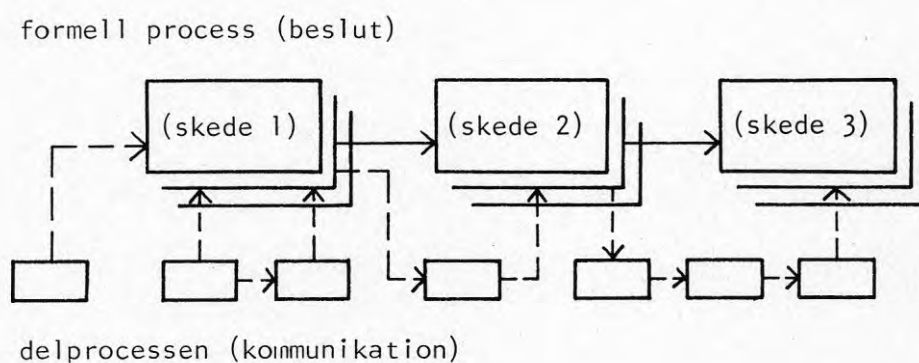 formell process (beslut)
(skede 1)
(skede 2)
(skede 3)
delprocessen (kommunikation)